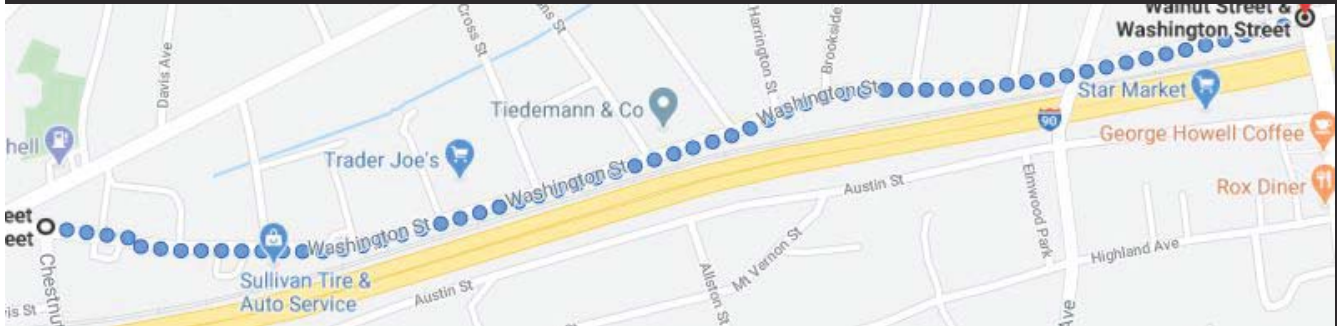 Walnut Street &
Washington Street
Cross St
Davis Ave
Harrington St
Brookside
Tiedemann & Co
Washington St
Star Market
90
hell
Trader Joe's
George Howell Coffee
Washington St
Austin St
Elmwood Park
Rox Diner
eet
eet
Washington St
Sullivan Tire &
Auto Service
Chestnut
Allston St
Mt Vernon St
Highland Ave
Austin St
is St
Ave